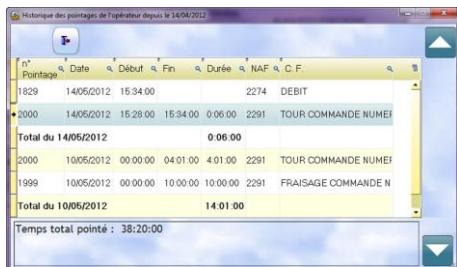 Historique des pointages de l'opérateur depuis le 14/04/2012
n° Pointage Date Début Fin Durée NAF C. F.
1829 14/05/2012 15:34:00 2274 DEBIT
2000 14/05/2012 15:28:00 15:34:00 0:06:00 2291 TOUR COMMANDE NUMEF
Total du 14/05/2012 0:06:00
2000 10/05/2012 00:00:00 04:01:00 4:01:00 2291 TOUR COMMANDE NUMEF
1999 10/05/2012 00:00:00 10:00:00 10:00:00 2291 FRAISAGE COMMANDE N
Total du 10/05/2012 14:01:00
Temps total pointé : 38:20:00